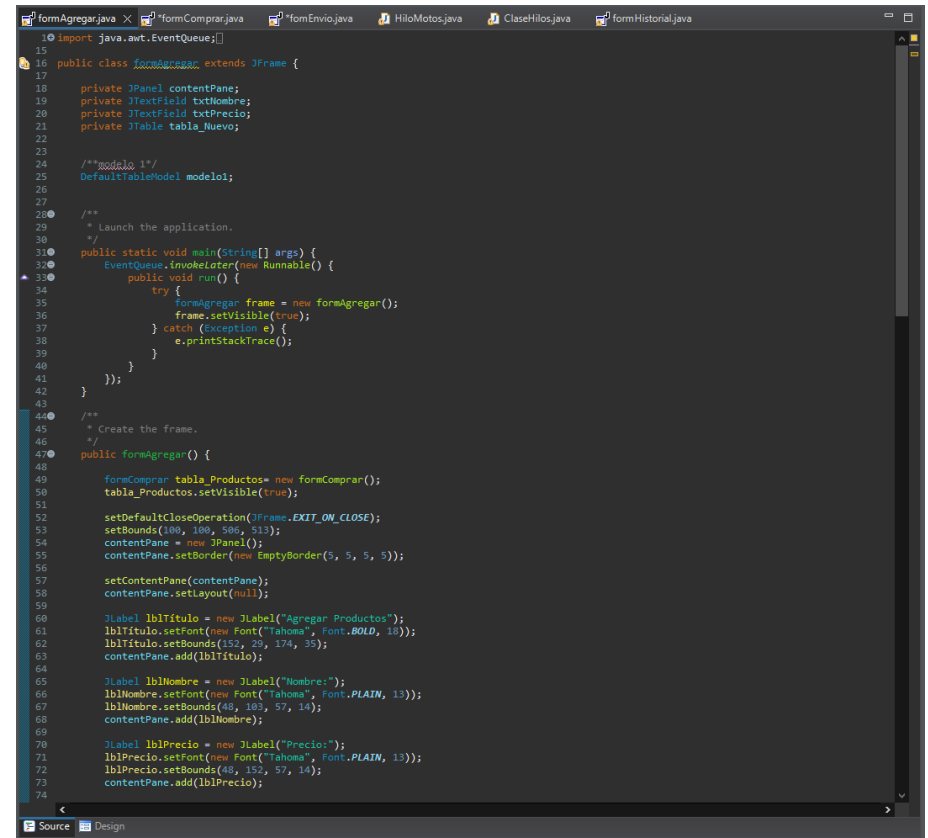 formAgregar.java *formComprar.java *fomEnvio.java HiloMotos.java ClaseHilos.java formHistorial.java
1 import java.awt.EventQueue;
15
16 public class formAgregar extends JFrame {
17
18 private JPanel contentPane;
19 private JTextField txtNombre;
20 private JTextField txtPrecio;
21 private JTable tabla_Nuevo;
22
23
24 /**modelo 1*/
25 DefaultTableModel modelo1;
26
27
28 /**
29 * Launch the application.
30 */
31 public static void main(String[] args) {
32 EventQueue.invokeLater(new Runnable() {
33 public void run() {
34 try {
35 formAgregar frame = new formAgregar();
36 frame.setVisible(true);
37 } catch (Exception e) {
38 e.printStackTrace();
39 }
40 }
41 });
42 }
43
44 /**
45 * Create the frame.
46 */
47 public formAgregar() {
48
49 formComprar tabla_Productos= new formComprar();
50 tabla_Productos.setVisible(true);
51
52 setDefaultCloseOperation(JFrame.EXIT_ON_CLOSE);
53 setBounds(100, 100, 506, 513);
54 contentPane = new JPanel();
55 contentPane.setBorder(new EmptyBorder(5, 5, 5, 5));
56
57 setContentPane(contentPane);
58 contentPane.setLayout(null);
59
60 JLabel lblTítulo = new JLabel("Agregar Productos");
61 lblTítulo.setFont(new Font("Tahoma", Font.BOLD, 18));
62 lblTítulo.setBounds(152, 29, 174, 35);
63 contentPane.add(lblTítulo);
64
65 JLabel lblNombre = new JLabel("Nombre:");
66 lblNombre.setFont(new Font("Tahoma", Font.PLAIN, 13));
67 lblNombre.setBounds(48, 103, 57, 14);
68 contentPane.add(lblNombre);
69
70 JLabel lblPrecio = new JLabel("Precio:");
71 lblPrecio.setFont(new Font("Tahoma", Font.PLAIN, 13));
72 lblPrecio.setBounds(48, 152, 57, 14);
73 contentPane.add(lblPrecio);
74
Source Design